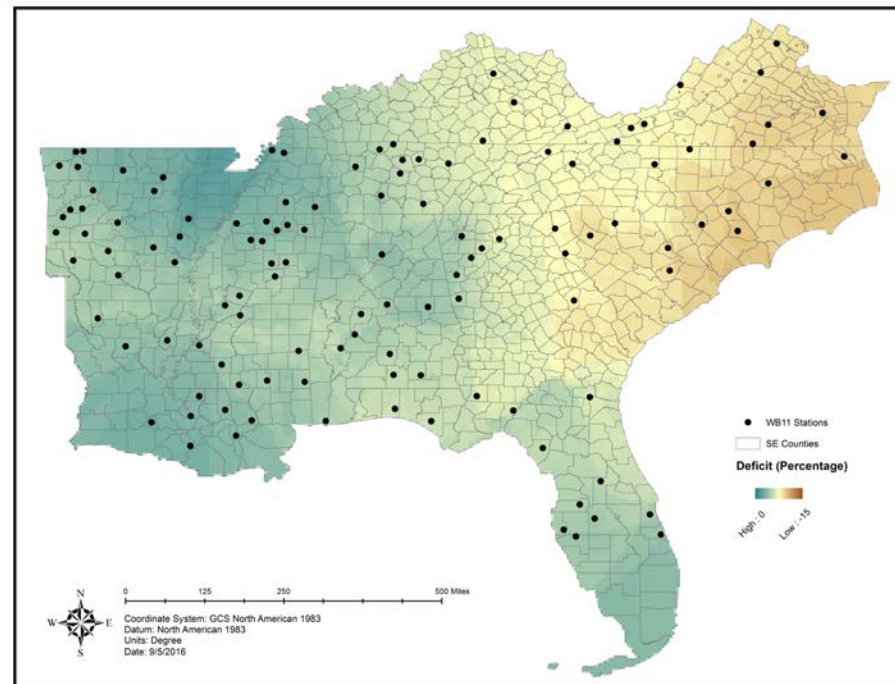 WB11 Stations
SE Counties
Deficit (Percentage)
High : 0
Low : -15
0 125 250 500 Miles
N
W E
S
Coordinate System: GCS North American 1983
Datum: North American 1983
Units: Degree
Date: 9/5/2016